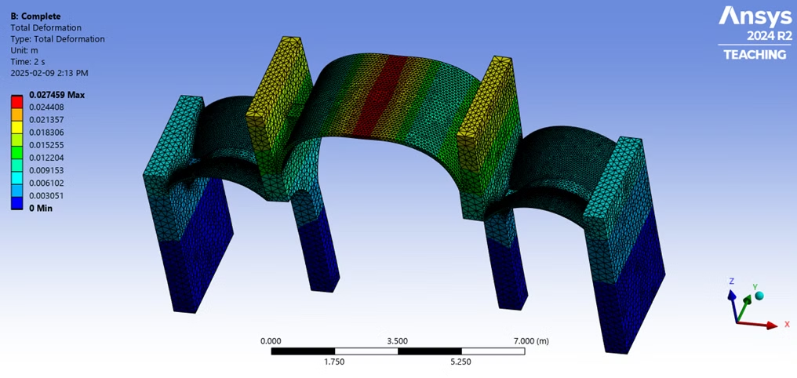 B: Complete
Total Deformation
Type: Total Deformation
Unit: m
Time: 2 s
2025-02-09 2:13 PM
0.027459 Max
0.024408
0.021357
0.018306
0.015255
0.012204
0.009153
0.006102
0.003051
0 Min
Ansys
2024 R2
TEACHING
0.000
3.500
7.000 (m)
1.750
5.250
Z
Y
X